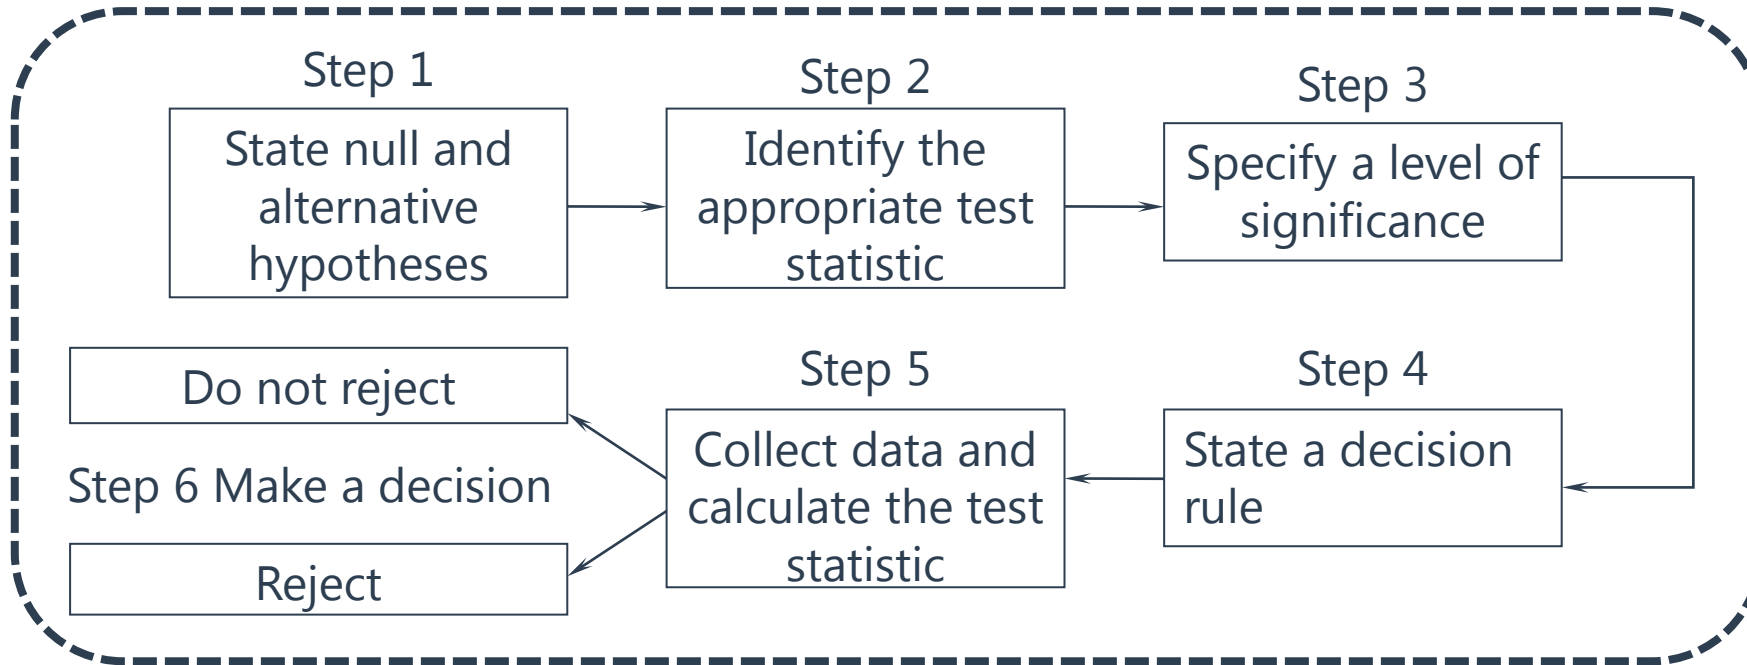 Step 1
State null and
alternative
hypotheses
Step 2
Identify the
appropriate test
statistic
Step 3
Specify a level of
significance
Step 4
State a decision
rule
Step 5
Collect data and
calculate the test
statistic
Do not reject
Step 6 Make a decision
Reject